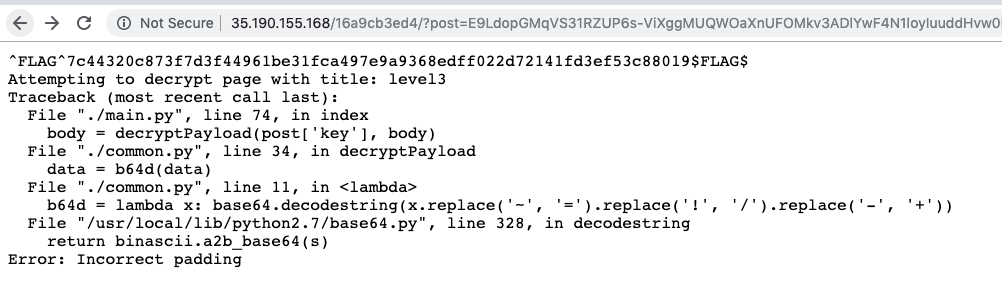 Not Secure | 35.190.155.168/16a9cb3ed4/?post=E9LdopGMqVS31RZUP6s-ViXggMUQWOaXnUFOMkv3ADlYwF4N1loyluuddHvw0
^FLAG^7c44320c873f7d3f44961be31fca497e9a9368edff022d72141fd3ef53c88019$FLAG$
Attempting to decrypt page with title: level3
Traceback (most recent call last):
  File "./main.py", line 74, in index
    body = decryptPayload(post['key'], body)
  File "./common.py", line 34, in decryptPayload
    data = b64d(data)
  File "./common.py", line 11, in <lambda>
    b64d = lambda x: base64.decodestring(x.replace('~', '=').replace('!', '/').replace('-', '+'))
  File "/usr/local/lib/python2.7/base64.py", line 328, in decodestring
    return binascii.a2b_base64(s)
Error: Incorrect padding